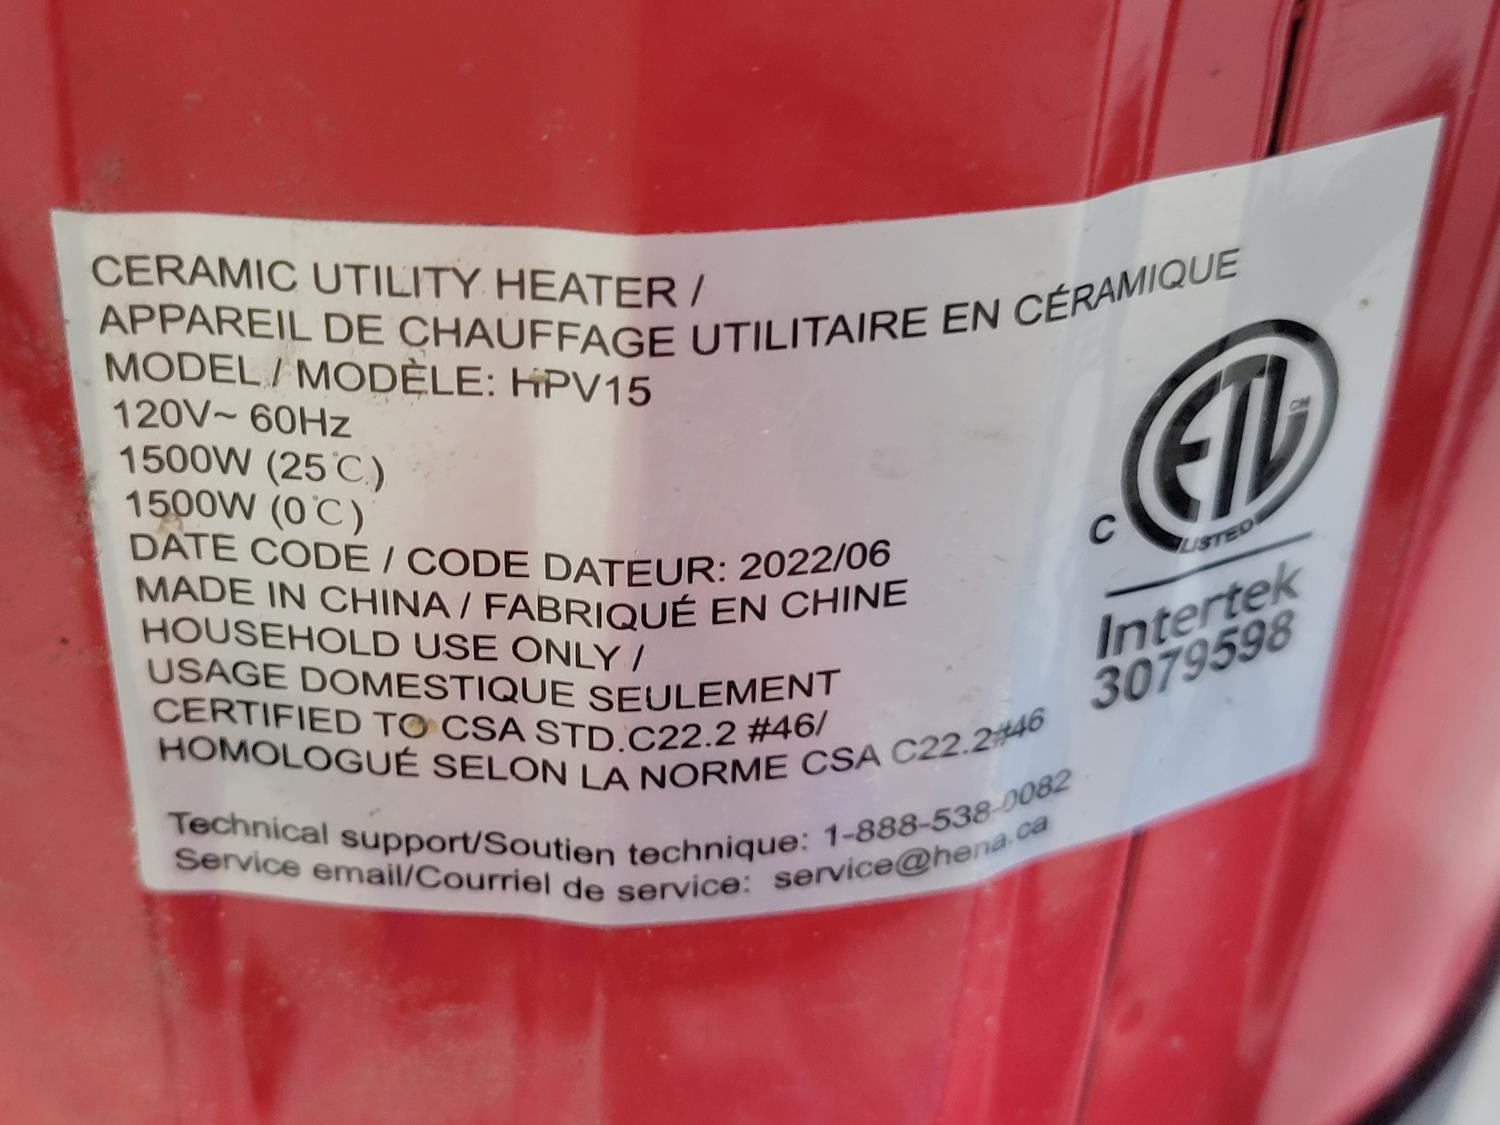 CERAMIC UTILITY HEATER /
APPAREIL DE CHAUFFAGE UTILITAIRE EN CÉRAMIQUE
MODEL / MODÈLE: HPV15
120V~ 60Hz
1500W (25℃)
1500W (0℃)
DATE CODE / CODE DATEUR: 2022/06
MADE IN CHINA / FABRIQUÉ EN CHINE
HOUSEHOLD USE ONLY /
USAGE DOMESTIQUE SEULEMENT
CERTIFIED TO CSA STD.C22.2 #46/
HOMOLOGUÉ SELON LA NORME CSA C22.2#46
Technical support/Soutien technique: 1-888-538-0082
Service email/Courriel de service: service@hena.ca
ETL CM
C LISTED
Intertek
3079598